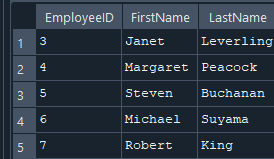 EmployeeID FirstName LastName
1 3 Janet Leverling
2 4 Margaret Peacock
3 5 Steven Buchanan
4 6 Michael Suyama
5 7 Robert King